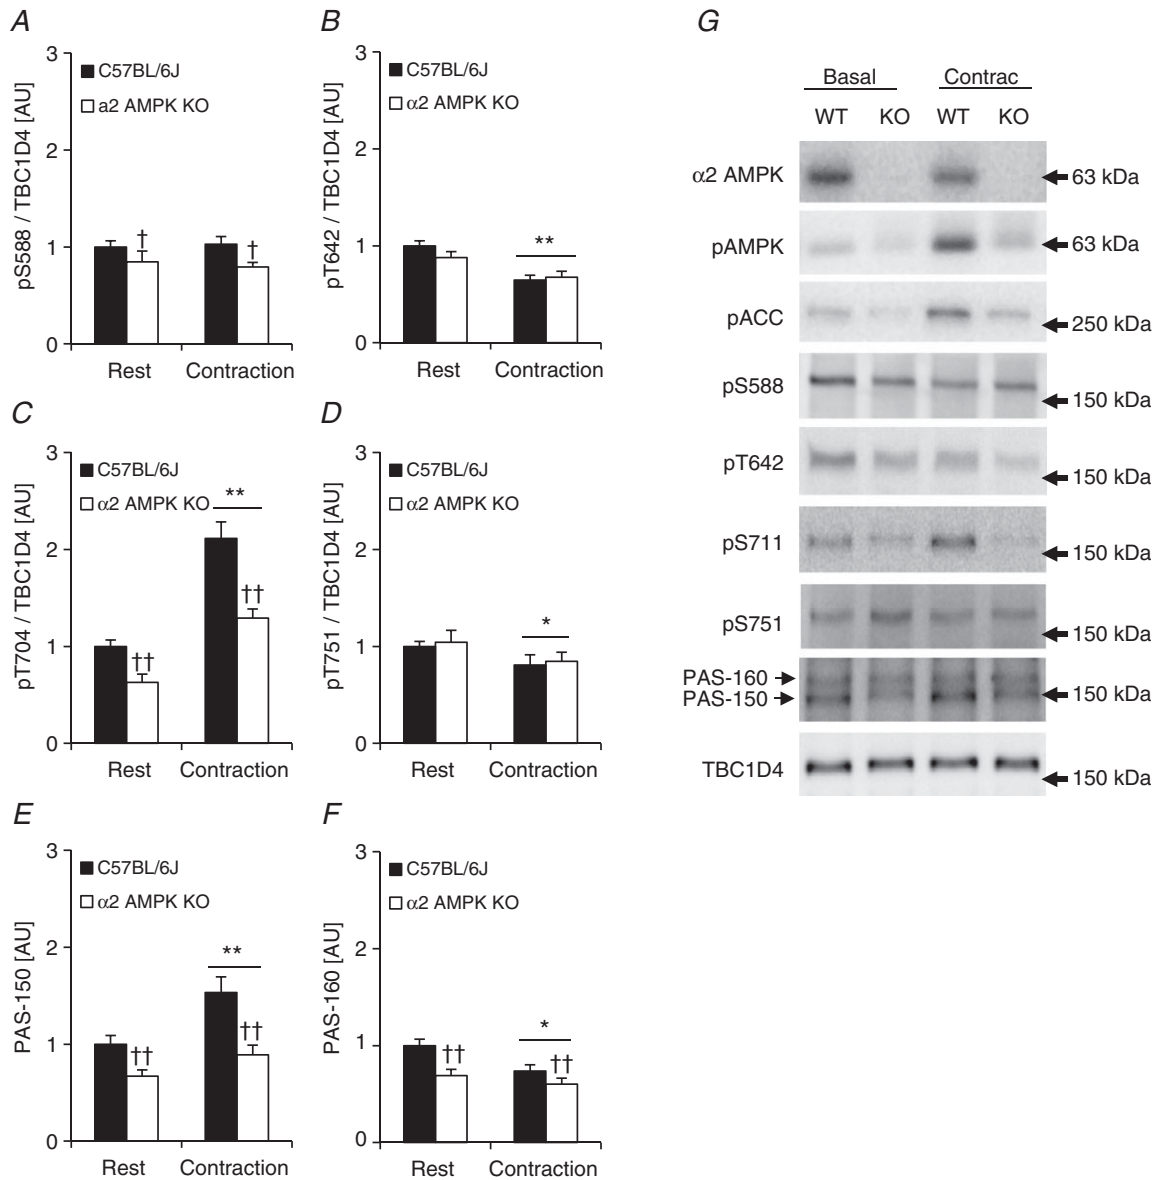 A
pS588 / TBC1D4 [AU]
3
2
1
0
C57BL/6J
a2 AMPK KO
†
†
Rest
Contraction
B
pT642 / TBC1D4 [AU]
3
2
1
0
C57BL/6J
α2 AMPK KO
**
Rest
Contraction
C
pT704 / TBC1D4 [AU]
3
2
1
0
C57BL/6J
α2 AMPK KO
**
††
††
Rest
Contraction
D
pT751 / TBC1D4 [AU]
3
2
1
0
C57BL/6J
α2 AMPK KO
*
Rest
Contraction
E
PAS-150 [AU]
3
2
1
0
C57BL/6J
α2 AMPK KO
**
††
††
Rest
Contraction
F
PAS-160 [AU]
3
2
1
0
C57BL/6J
α2 AMPK KO
*
††
††
Rest
Contraction
G
Basal Contrac
WT KO WT KO
α2 AMPK 63 kDa
pAMPK 63 kDa
pACC 250 kDa
pS588 150 kDa
pT642 150 kDa
pS711 150 kDa
pS751 150 kDa
PAS-160
PAS-150 150 kDa
TBC1D4 150 kDa